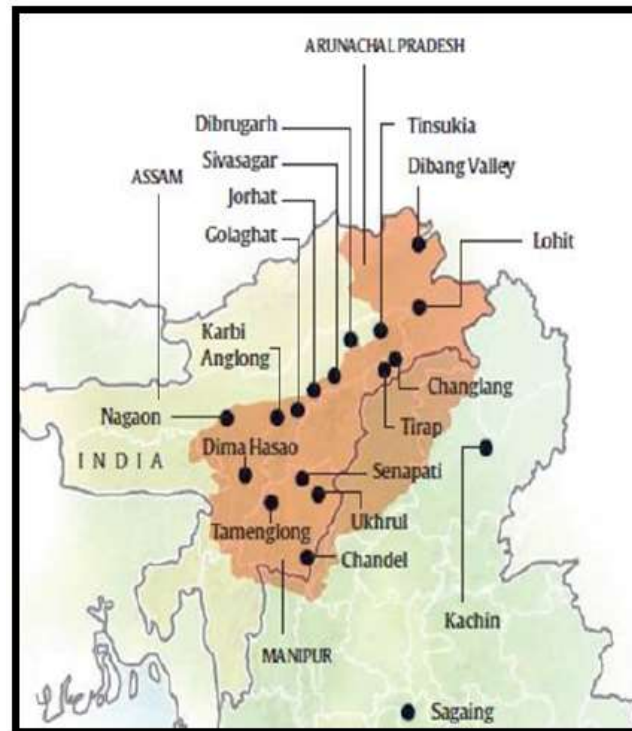 ARUNACHAL PRADESH
Dibrugarh
Tinsukia
Sivasagar
Dibang Valley
ASSAM
Jorhat
Golaghat
Lohit
Karbi
Anglong
Changlang
Nagaon
Tirap
Dima Hasao
INDIA
Senapati
Ukhrul
Tamenglong
Chandel
Kachin
MANIPUR
Sagaing